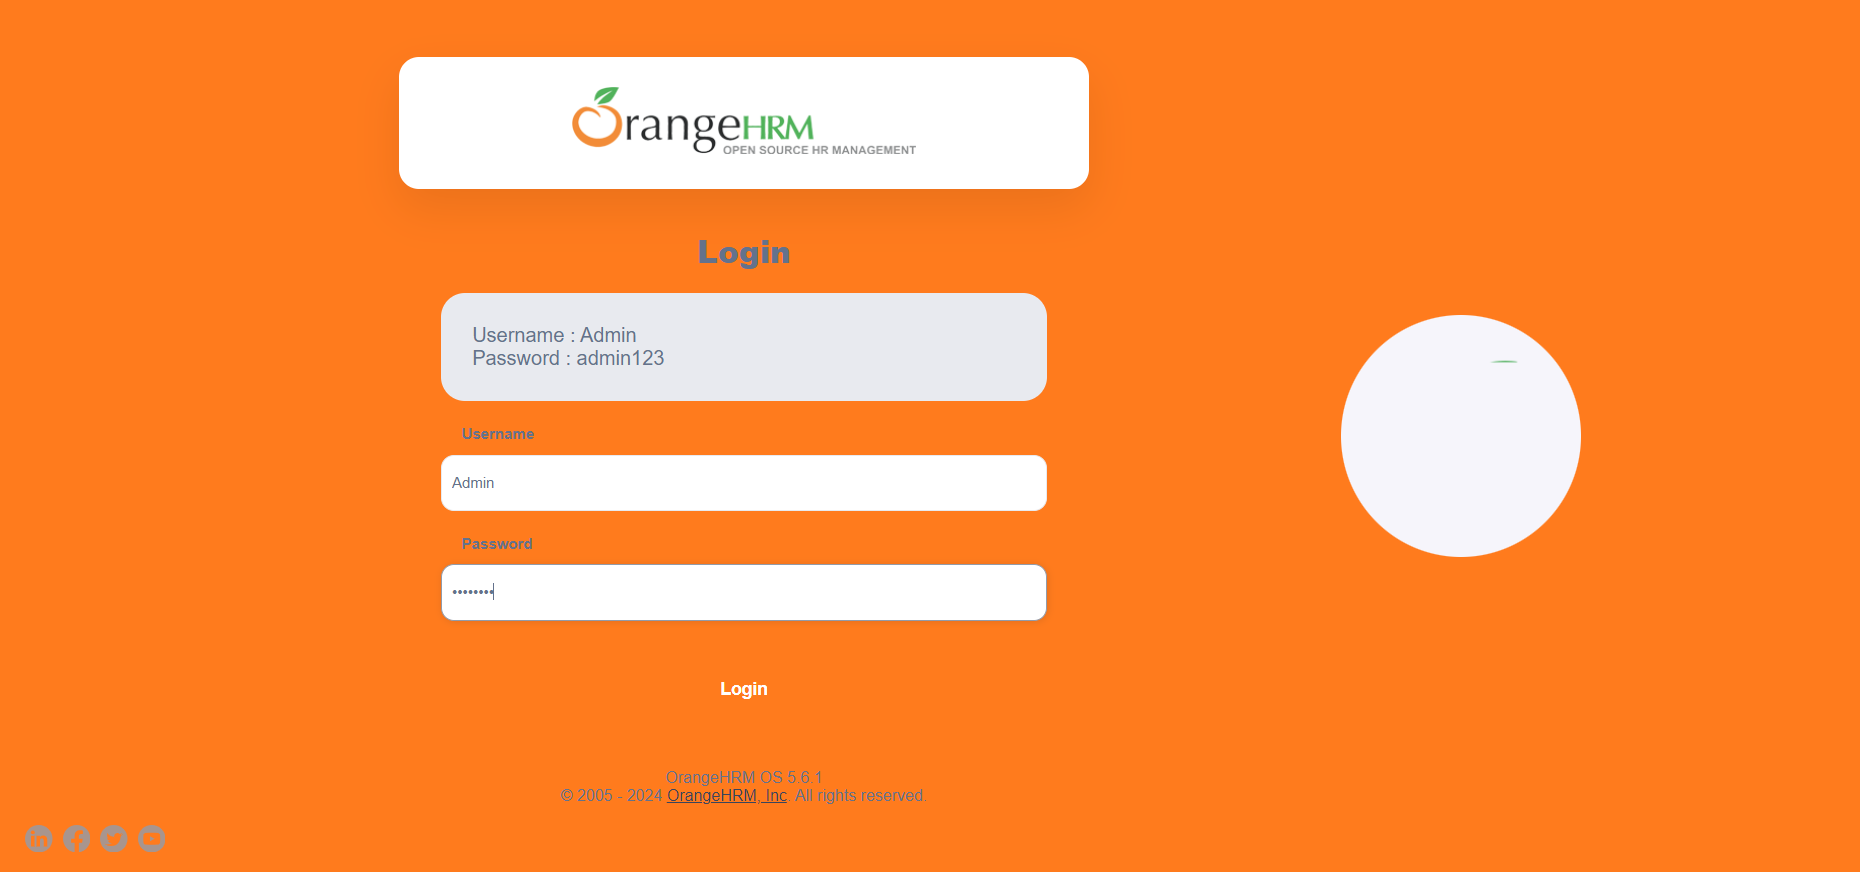 OrangeHRM
OPEN SOURCE HR MANAGEMENT
Login
Username : Admin
Password : admin123
Username
Admin
Password
••••••••
Login
OrangeHRM OS 5.6.1
© 2005 - 2024 OrangeHRM, Inc. All rights reserved.